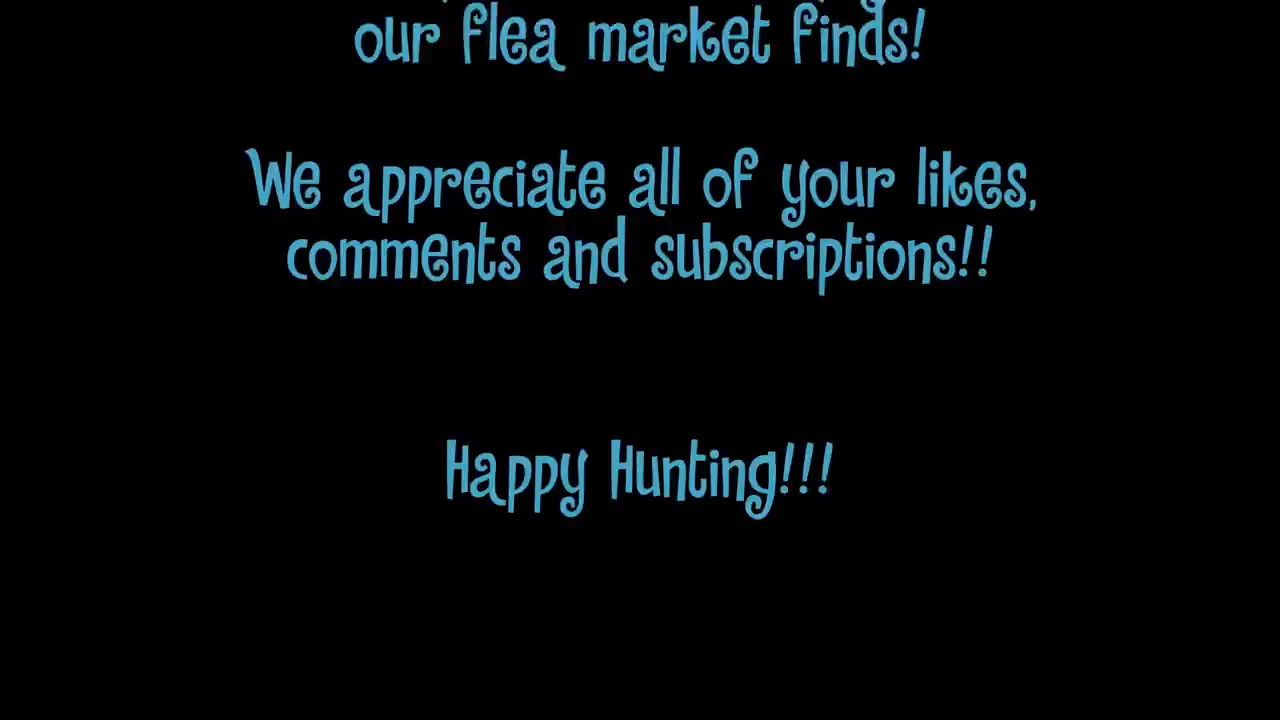 our flea market finds!
We appreciate all of your likes,
comments and subscriptions!!
Happy Hunting!!!